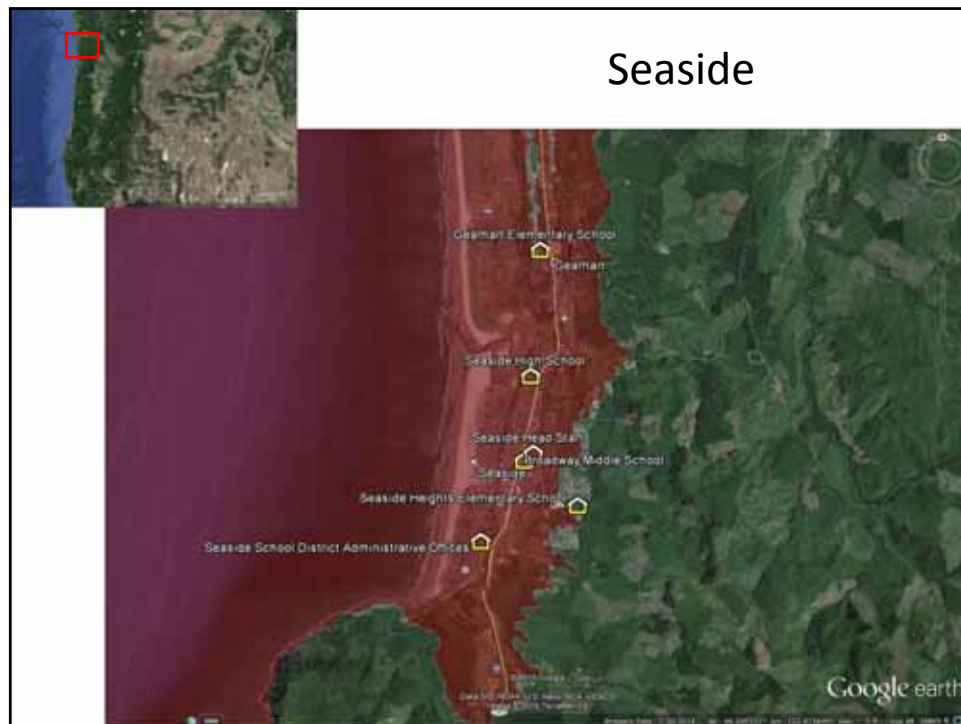 Seaside
Gearhart Elementary School
Gearhart
Seaside High School
Seaside Head Start
Broadway Middle School
Seaside
Seaside Heights Elementary School
Seaside School District Administrative Offices
Google earth